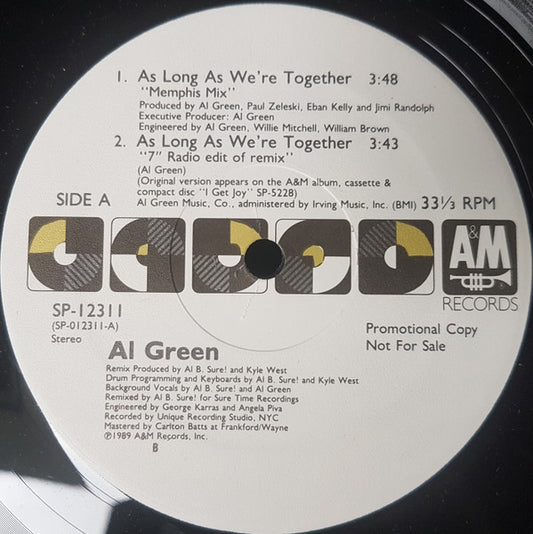 1. As Long As We're Together 3:48
"Memphis Mix"
Produced by Al Green, Paul Zeleski, Eban Kelly and Jimi Randolph
Executive Producer: Al Green
Engineered by Al Green, Willie Mitchell, William Brown
2. As Long As We're Together 3:43
"7" Radio edit of remix"
(Al Green)
(Original version appears on the A&M album, cassette &
compact disc "I Get Joy" SP-5228)
SIDE A
Al Green Music, Co., administered by Irving Music, Inc. (BMI) 33⅓ RPM
A&M
RECORDS
SP-12311
(SP-012311-A)
Stereo
Promotional Copy
Not For Sale
Al Green
Remix Produced by Al B. Sure! and Kyle West
Drum Programming and Keyboards by Al B. Sure! and Kyle West
Background Vocals by Al B. Sure! and Al Green
Remixed by Al B. Sure! for Sure Time Recordings
Engineered by George Karras and Angela Piva
Recorded by Unique Recording Studio, NYC
Mastered by Carlton Batts at Frankford/Wayne
℗1989 A&M Records, Inc.
B